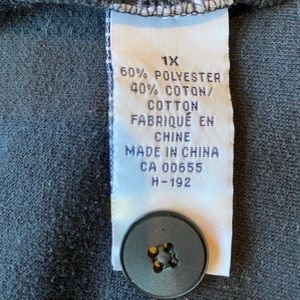 1X
60% POLYESTER
40% COTON/
COTTON
FABRIQUÉ EN
CHINE
MADE IN CHINA
CA 00655
H-192